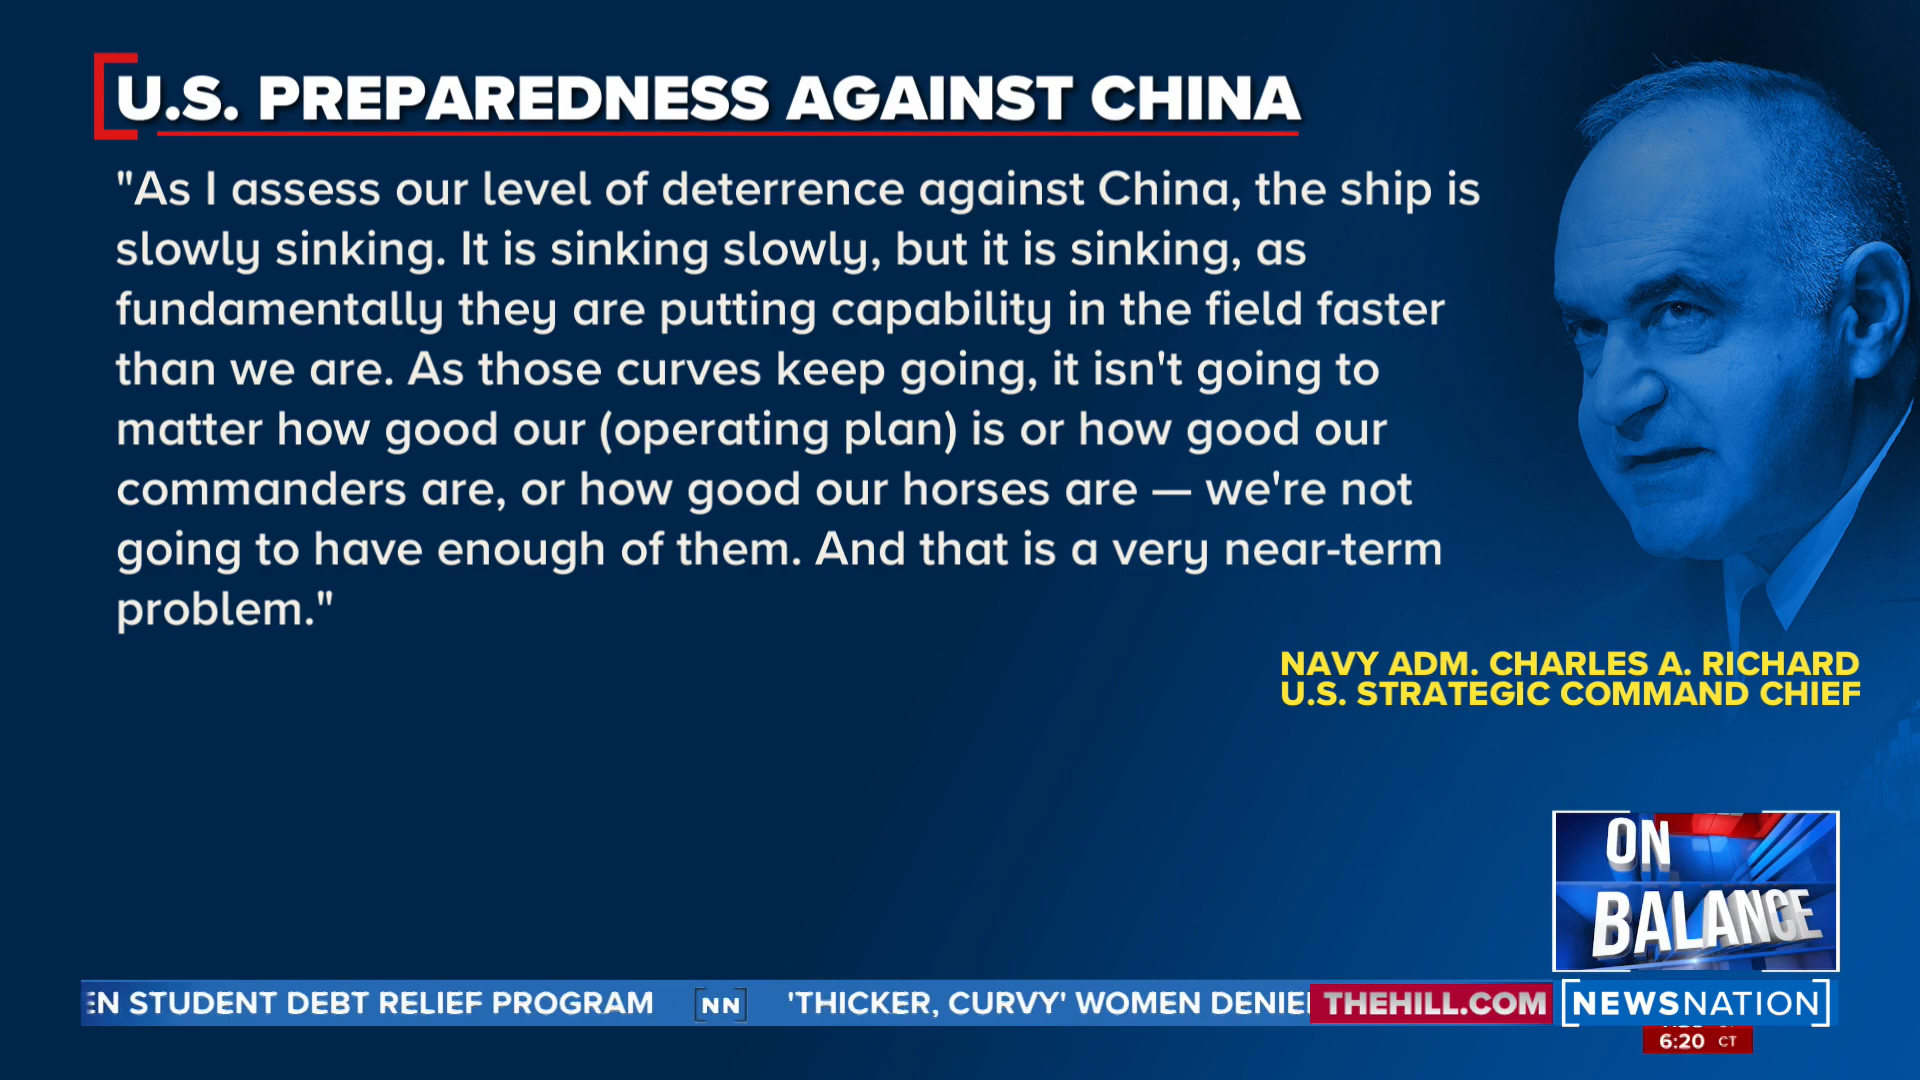 U.S. PREPAREDNESS AGAINST CHINA
"As I assess our level of deterrence against China, the ship is
slowly sinking. It is sinking slowly, but it is sinking, as
fundamentally they are putting capability in the field faster
than we are. As those curves keep going, it isn't going to
matter how good our (operating plan) is or how good our
commanders are, or how good our horses are — we're not
going to have enough of them. And that is a very near-term
problem."
NAVY ADM. CHARLES A. RICHARD
U.S. STRATEGIC COMMAND CHIEF
ON
BALANCE
EN STUDENT DEBT RELIEF PROGRAM [NN] 'THICKER, CURVY' WOMEN DENIE THEHILL.COM [NEWSNATION]
6:20 CT